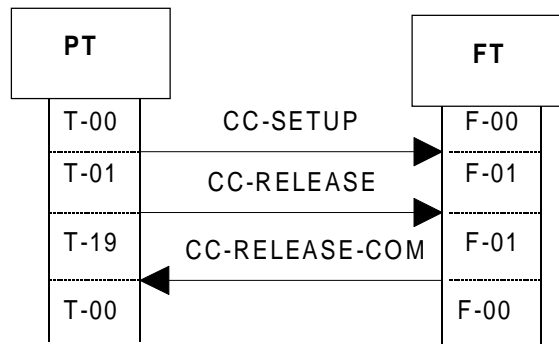 PT FT
T-00 CC-SETUP F-00
T-01 CC-RELEASE F-01
T-19 CC-RELEASE-COM F-01
T-00 F-00